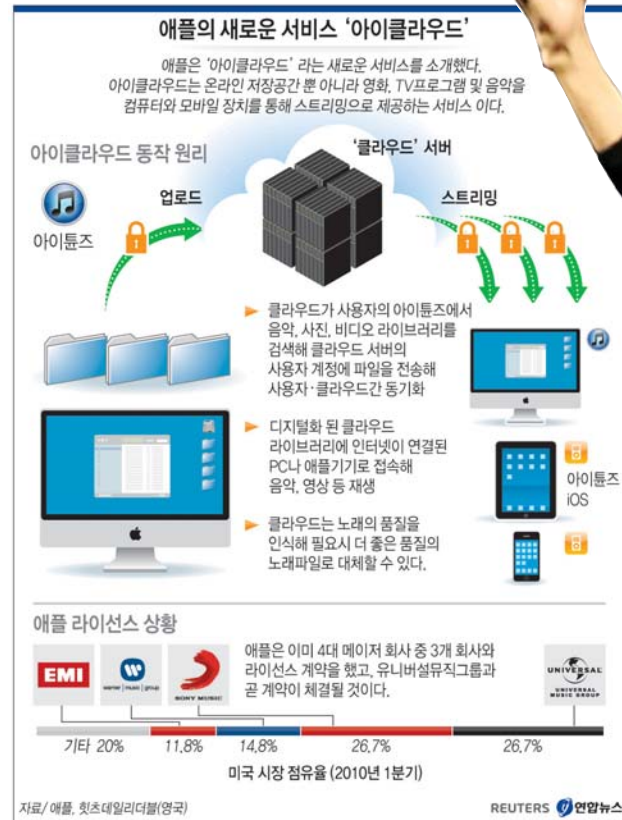 애플의 새로운 서비스 ‘아이클라우드’
애플은 ‘아이클라우드’ 라는 새로운 서비스를 소개했다.
아이클라우드는 온라인 저장공간 뿐 아니라 영화, TV프로그램 및 음악을
컴퓨터와 모바일 장치를 통해 스트리밍으로 제공하는 서비스 이다.
아이클라우드 동작 원리
‘클라우드’ 서버
업로드
스트리밍
아이튠즈
▶ 클라우드가 사용자의 아이튠즈에서
음악, 사진, 비디오 라이브러리를
검색해 클라우드 서버의
사용자 계정에 파일을 전송해
사용자·클라우드간 동기화
▶ 디지털화 된 클라우드
라이브러리에 인터넷이 연결된
PC나 애플기기로 접속해
음악, 영상 등 재생
아이튠즈
iOS
▶ 클라우드는 노래의 품질을
인식해 필요시 더 좋은 품질의
노래파일로 대체할 수 있다.
애플 라이선스 상황
EMI
warner music group
SONY MUSIC
애플은 이미 4대 메이저 회사 중 3개 회사와
라이선스 계약을 했고, 유니버설뮤직그룹과
곧 계약이 체결될 것이다.
UNIVERSAL
UNIVERSAL
MUSIC GROUP
기타 20%
11.8%
14.8%
26.7%
26.7%
미국 시장 점유율 (2010년 1분기)
자료/ 애플, 힛츠데일리더블(영국)
REUTERS 연합뉴스